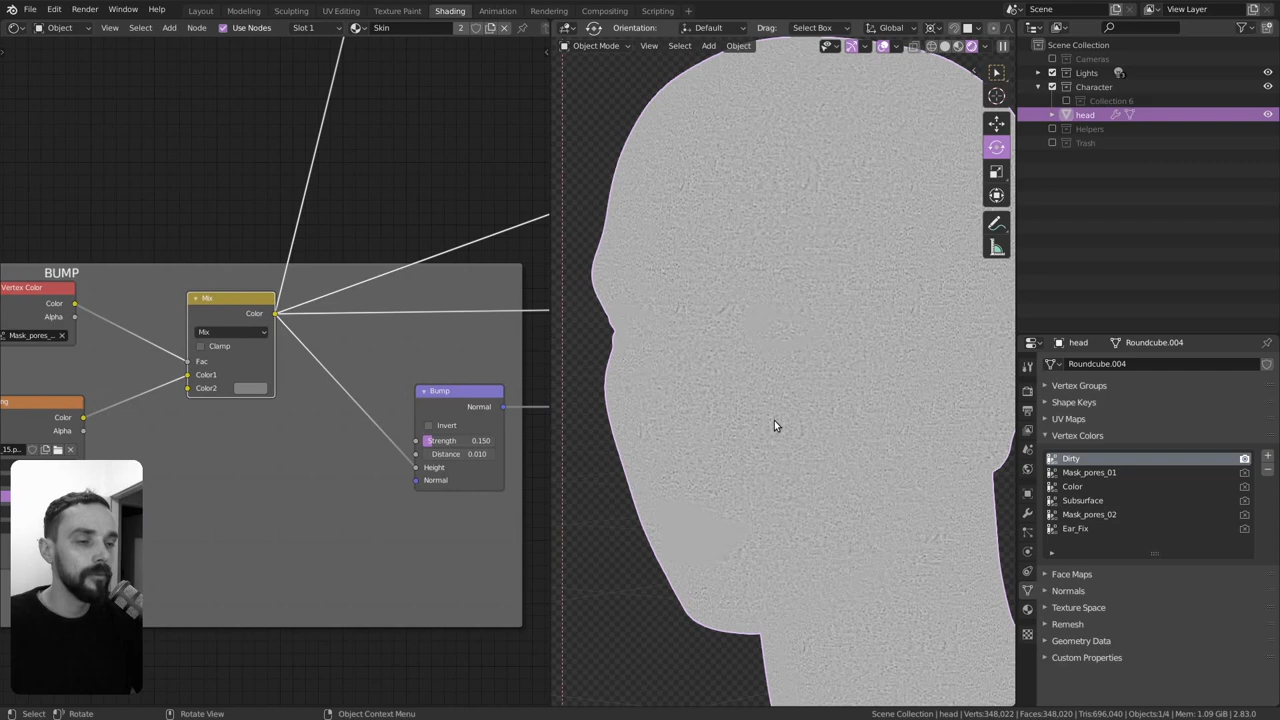 File Edit Render Window Help Layout Modeling Sculpting UV Editing Texture Paint Shading Animation Rendering Compositing Scripting Scene View Layer
Object View Select Add Node Use Nodes Slot 1 Skin 2 Orientation: Default Drag: Select Box Global
Object Mode View Select Add Object
Scene Collection
Cameras
Lights 3
Character
Collection 6
head
Helpers
Trash
BUMP
Vertex Color
Color
Alpha
Mask_pores_...
Mix
Color
Mix
Clamp
Fac
Color1
Color2
ng
Color
Alpha
_15.p...
Bump
Normal
Invert
Strength 0.150
Distance 0.010
Height
Normal
head Roundcube.004
Roundcube.004
Vertex Groups
Shape Keys
UV Maps
Vertex Colors
Dirty
Mask_pores_01
Color
Subsurface
Mask_pores_02
Ear_Fix
Face Maps
Normals
Texture Space
Remesh
Geometry Data
Custom Properties
Select Rotate Rotate View Object Context Menu Scene Collection | head | Verts:348,022 | Faces:348,020 | Tris:696,040 | Objects:1/4 | Mem: 1.09 GiB | 2.83.0